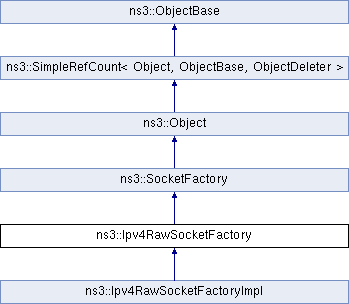 ns3::ObjectBase
ns3::SimpleRefCount< Object, ObjectBase, ObjectDeleter >
ns3::Object
ns3::SocketFactory
ns3::Ipv4RawSocketFactory
ns3::Ipv4RawSocketFactoryImpl